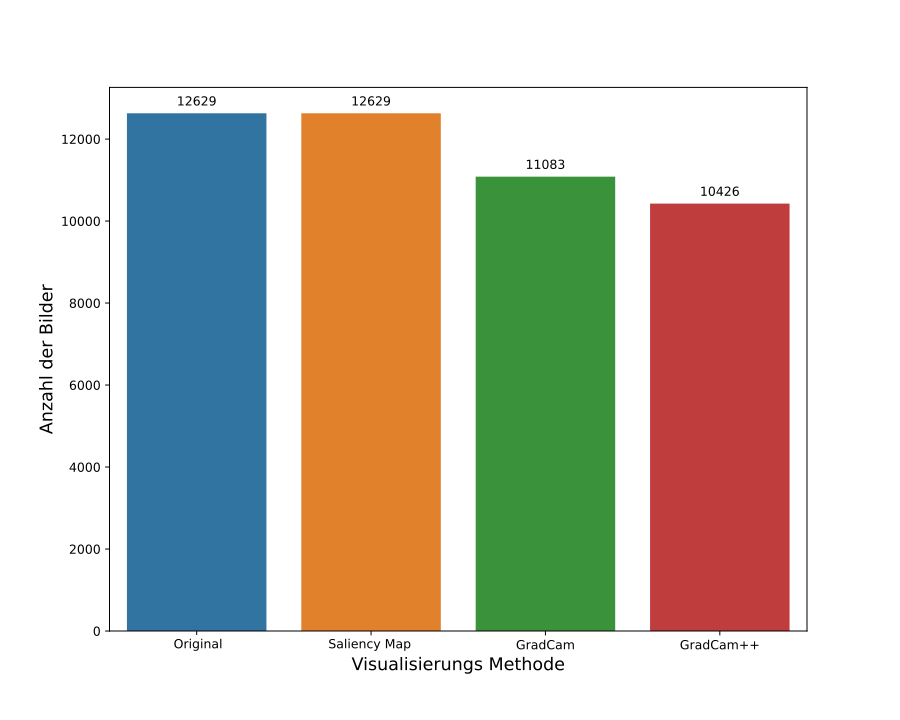 12629
12629
11083
10426
12000
10000
8000
6000
4000
2000
0
Anzahl der Bilder
Original
Saliency Map
GradCam
GradCam++
Visualisierungs Methode